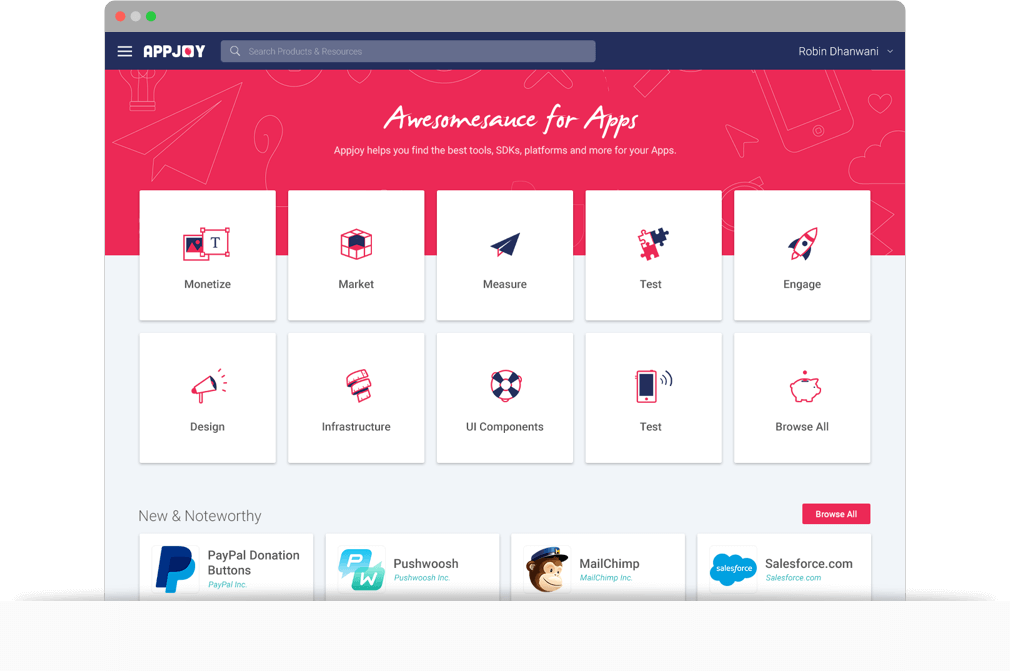 APPJOY
Search Products & Resources
Robin Dhanwani
Awesomesauce for Apps
Appjoy helps you find the best tools, SDKs, platforms and more for your Apps.
T
Monetize
Market
Measure
Test
Engage
Design
Infrastructure
UI Components
Test
Browse All
New & Noteworthy
Browse All
PayPal Donation
Buttons
PayPal Inc.
P
W
Pushwoosh
Pushwoosh Inc.
MailChimp
MailChimp Inc.
salesforce
Salesforce.com
Salesforce.com